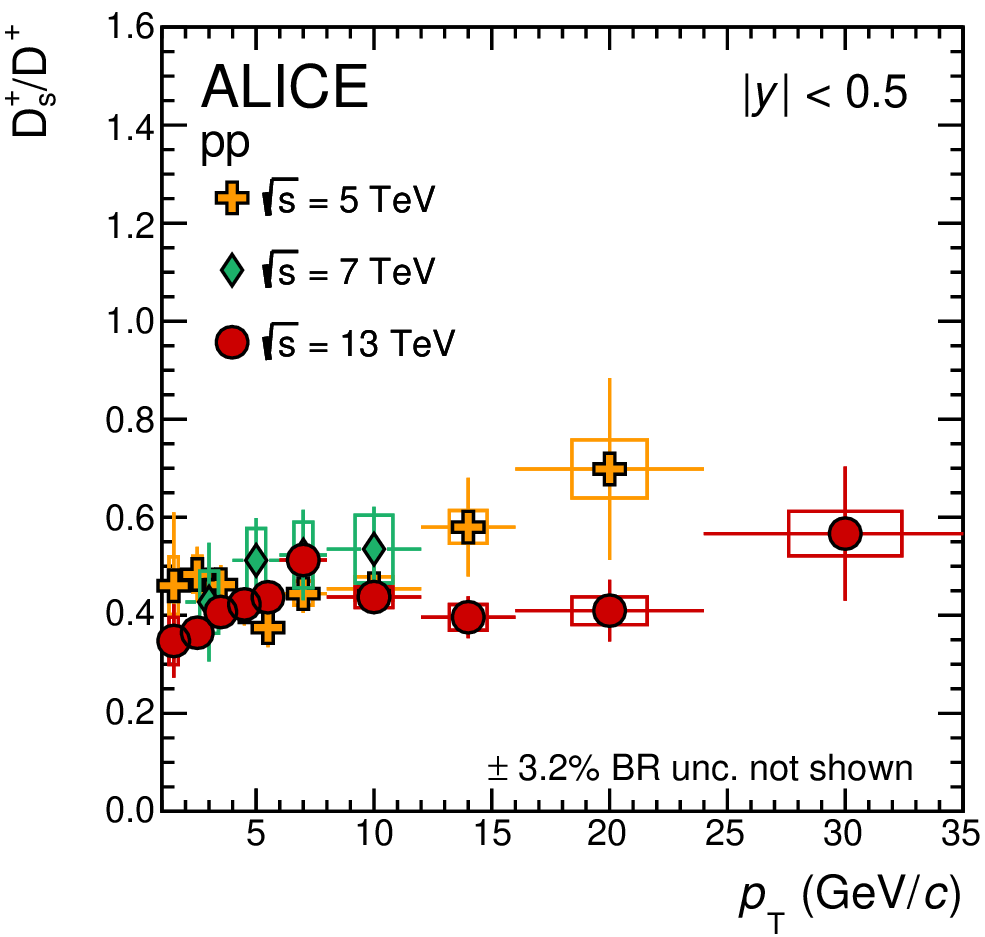 D_s^+/D^+
1.6
1.4
1.2
1.0
0.8
0.6
0.4
0.2
0.0
ALICE
|y| < 0.5
pp
√s = 5 TeV
√s = 7 TeV
√s = 13 TeV
± 3.2% BR unc. not shown
5 10 15 20 25 30 35
p_T (GeV/c)